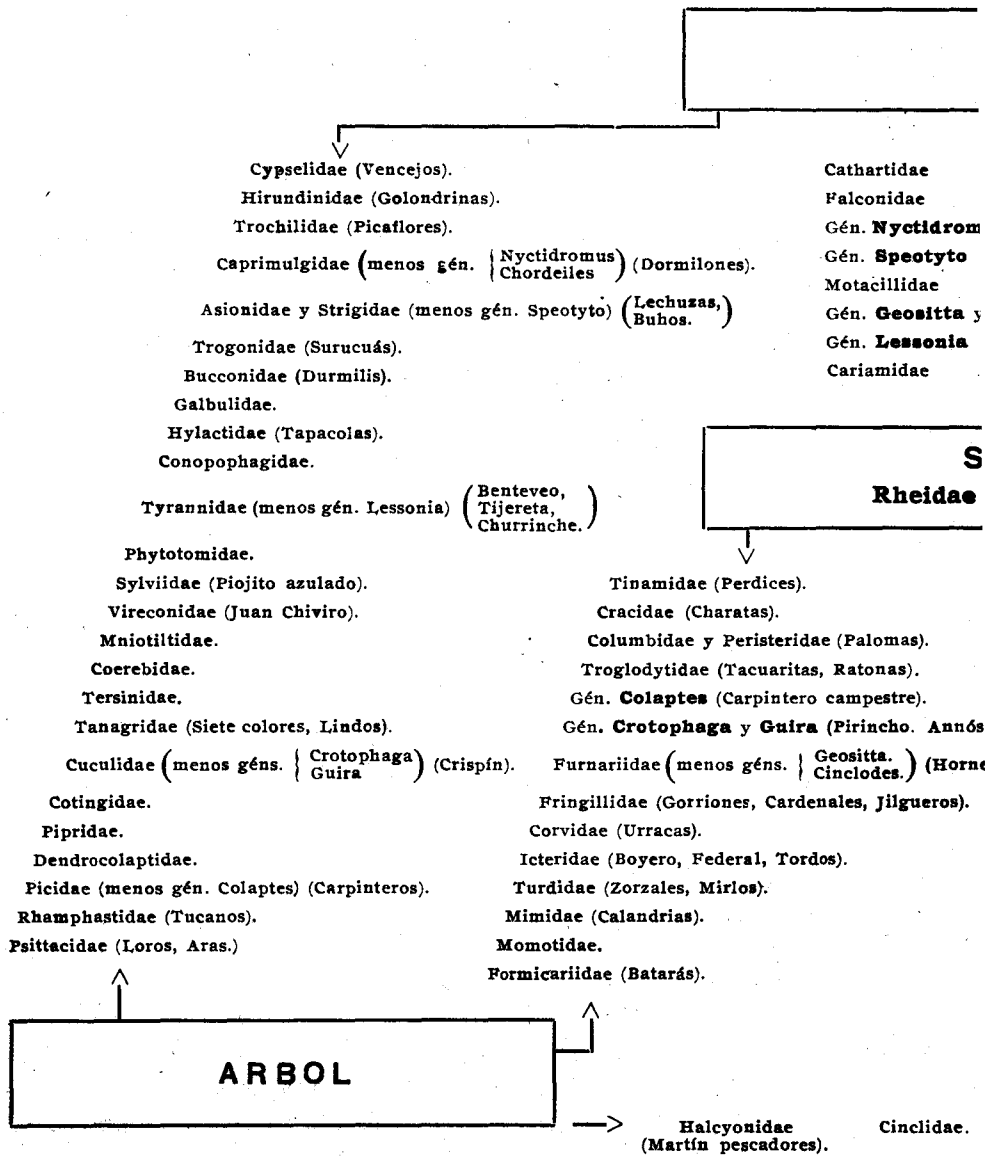 Cypselidae (Vencejos).
Hirundinidae (Golondrinas).
Trochilidae (Picaflores).
Caprimulgidae (menos gén. { Nyctidromus
Chordeiles ) (Dormilones).
Asionidae y Strigidae (menos gén. Speotyto) (Lechuzas,
Buhos.)
Trogonidae (Surucuás).
Bucconidae (Durmilis).
Galbulidae.
Hylactidae (Tapacolas).
Conopophagidae.
Tyrannidae (menos gén. Lessonia) (Benteveo,
Tijereta,
Churrinche.)
Phytotomidae.
Sylviidae (Piojito azulado).
Vireconidae (Juan Chiviro).
Mniotiltidae.
Coerebidae.
Tersinidae.
Tanagridae (Siete colores, Lindos).
Cuculidae (menos géns. { Crotophaga
Guira ) (Crispín).
Cotingidae.
Pipridae.
Dendrocolaptidae.
Picidae (menos gén. Colaptes) (Carpinteros).
Rhamphastidae (Tucanos).
Psittacidae (Loros, Aras.)
Cathartidae
Falconidae
Gén. Nyctidrom
Gén. Speotyto
Motacillidae
Gén. Geositta y
Gén. Lessonia
Cariamidae
S
Rheidae
Tinamidae (Perdices).
Cracidae (Charatas).
Columbidae y Peristeridae (Palomas).
Troglodytidae (Tacuaritas, Ratonas).
Gén. Colaptes (Carpintero campestre).
Gén. Crotophaga y Guira (Pirincho. Annós
Furnariidae (menos géns. } Geositta.
Cinclodes.) (Horne
Fringillidae (Gorriones, Cardenales, Jilgueros).
Corvidae (Urracas).
Icteridae (Boyero, Federal, Tordos).
Turdidae (Zorzales, Mirlos).
Mimidae (Calandrias).
Momotidae.
Formicariidae (Batarás).
ARBOL
Halcyonidae
(Martín pescadores).
Cinclidae.